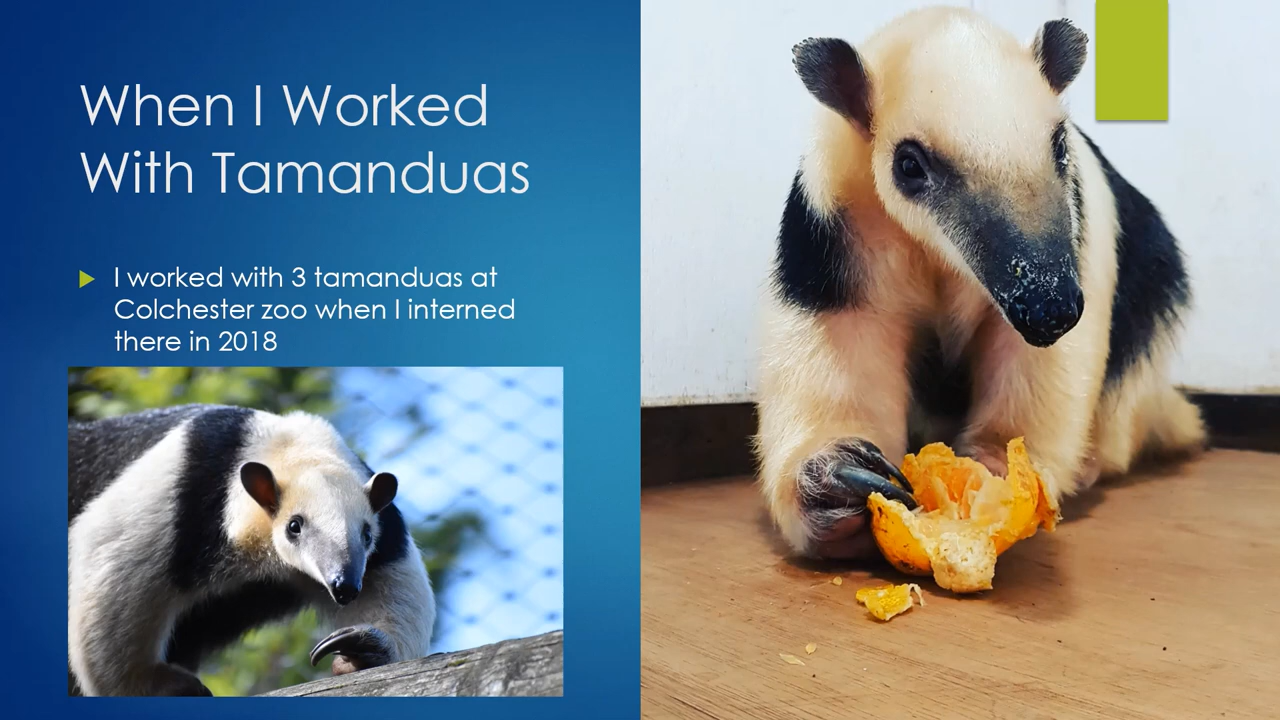 When I Worked
With Tamanduas
I worked with 3 tamanduas at
Colchester zoo when I interned
there in 2018